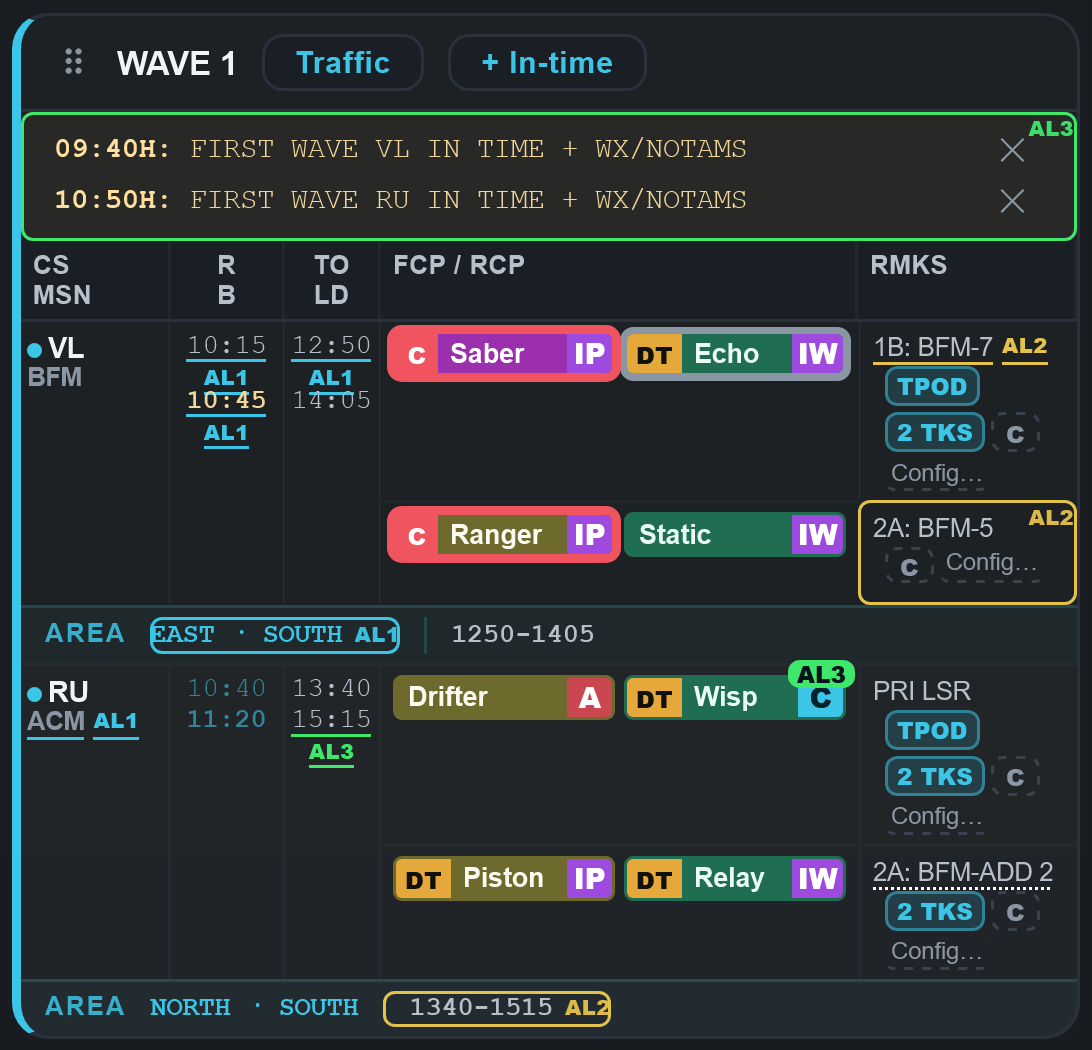 WAVE 1 Traffic + In-time
AL3
09:40H: FIRST WAVE VL IN TIME + WX/NOTAMS
10:50H: FIRST WAVE RU IN TIME + WX/NOTAMS
CS R TO FCP / RCP RMKS
MSN B LD
VL 10:15 12:50 C Saber IP DT Echo IW 1B: BFM-7 AL2
BFM AL1 AL1 TPOD
10:45 14:05
AL1 2 TKS C
Config...
C Ranger IP Static IW 2A: BFM-5 AL2
C Config...
AREA EAST · SOUTH AL1 1250-1405
RU 10:40 13:40 Drifter A DT Wisp C AL3 PRI LSR
ACM AL1 11:20 15:15 TPOD
AL3 2 TKS C
Config...
DT Piston IP DT Relay IW 2A: BFM-ADD 2
2 TKS C
Config...
AREA NORTH · SOUTH 1340-1515 AL2